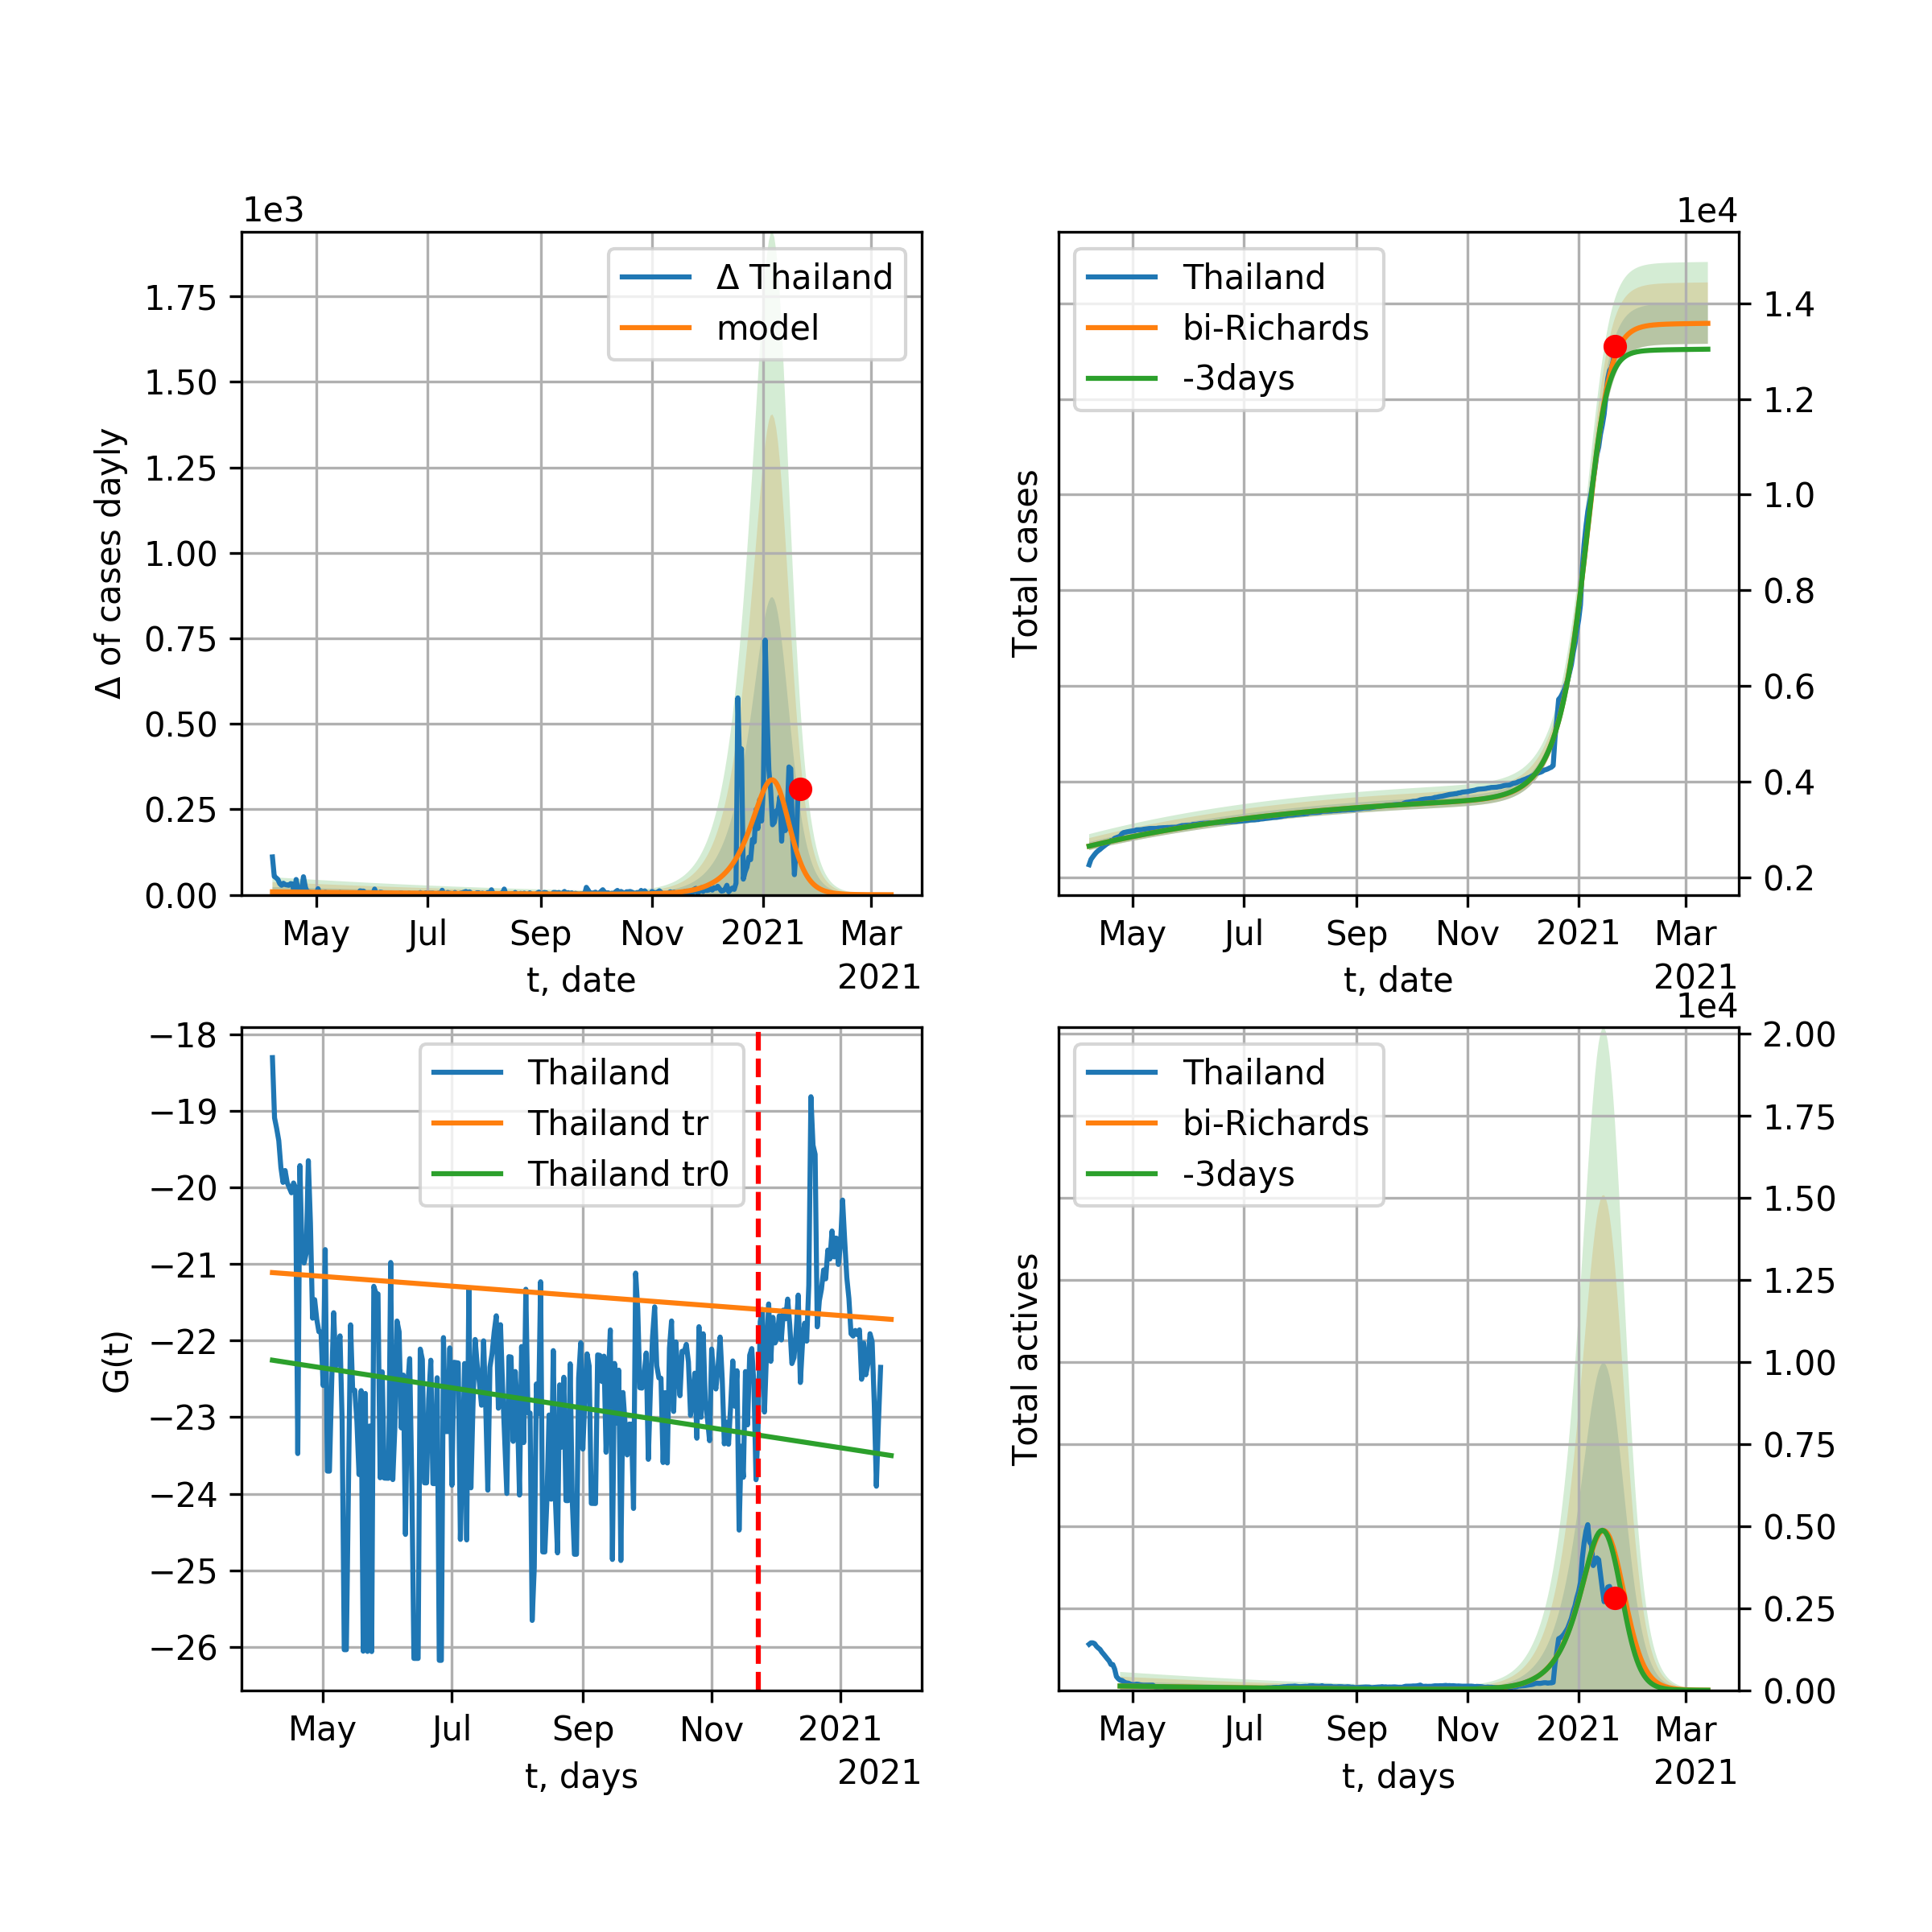 1e3
Δ Thailand
model
1.75
1.50
1.25
1.00
0.75
0.50
0.25
0.00
Δ of cases dayly
May Jul Sep Nov 2021 Mar
t, date
2021
1e4
Thailand
bi-Richards
-3days
1.4
1.2
1.0
0.8
0.6
0.4
0.2
Total cases
May Jul Sep Nov 2021 Mar
t, date
2021
−18
−19
−20
−21
−22
−23
−24
−25
−26
G(t)
Thailand
Thailand tr
Thailand tr0
May Jul Sep Nov 2021
t, days
2021
1e4
Thailand
bi-Richards
-3days
2.00
1.75
1.50
1.25
1.00
0.75
0.50
0.25
0.00
Total actives
May Jul Sep Nov 2021 Mar
t, days
2021